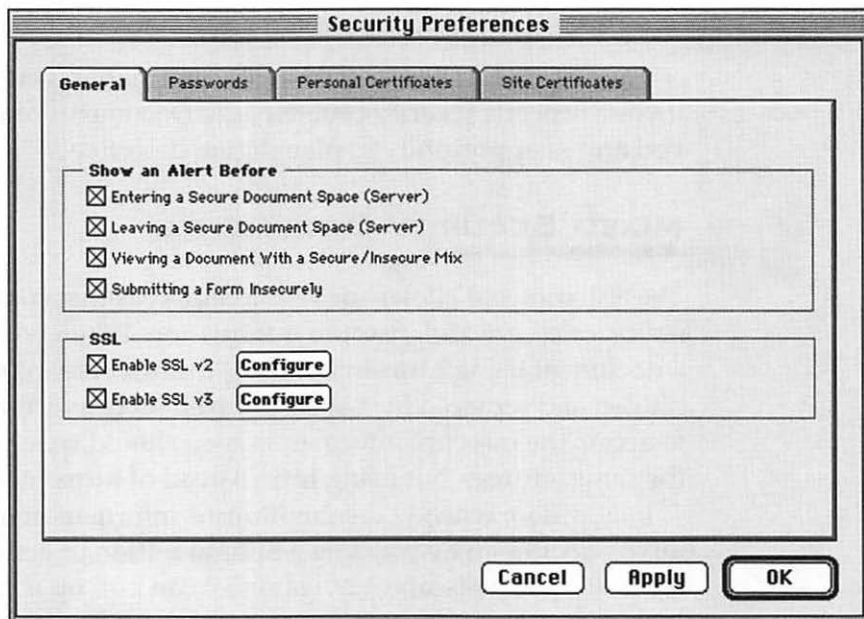 Security Preferences
General Passwords Personal Certificates Site Certificates
Show an Alert Before
Entering a Secure Document Space (Server)
Leaving a Secure Document Space (Server)
Viewing a Document With a Secure/Insecure Mix
Submitting a Form Insecurely
SSL
Enable SSL v2 Configure
Enable SSL v3 Configure
Cancel Apply OK